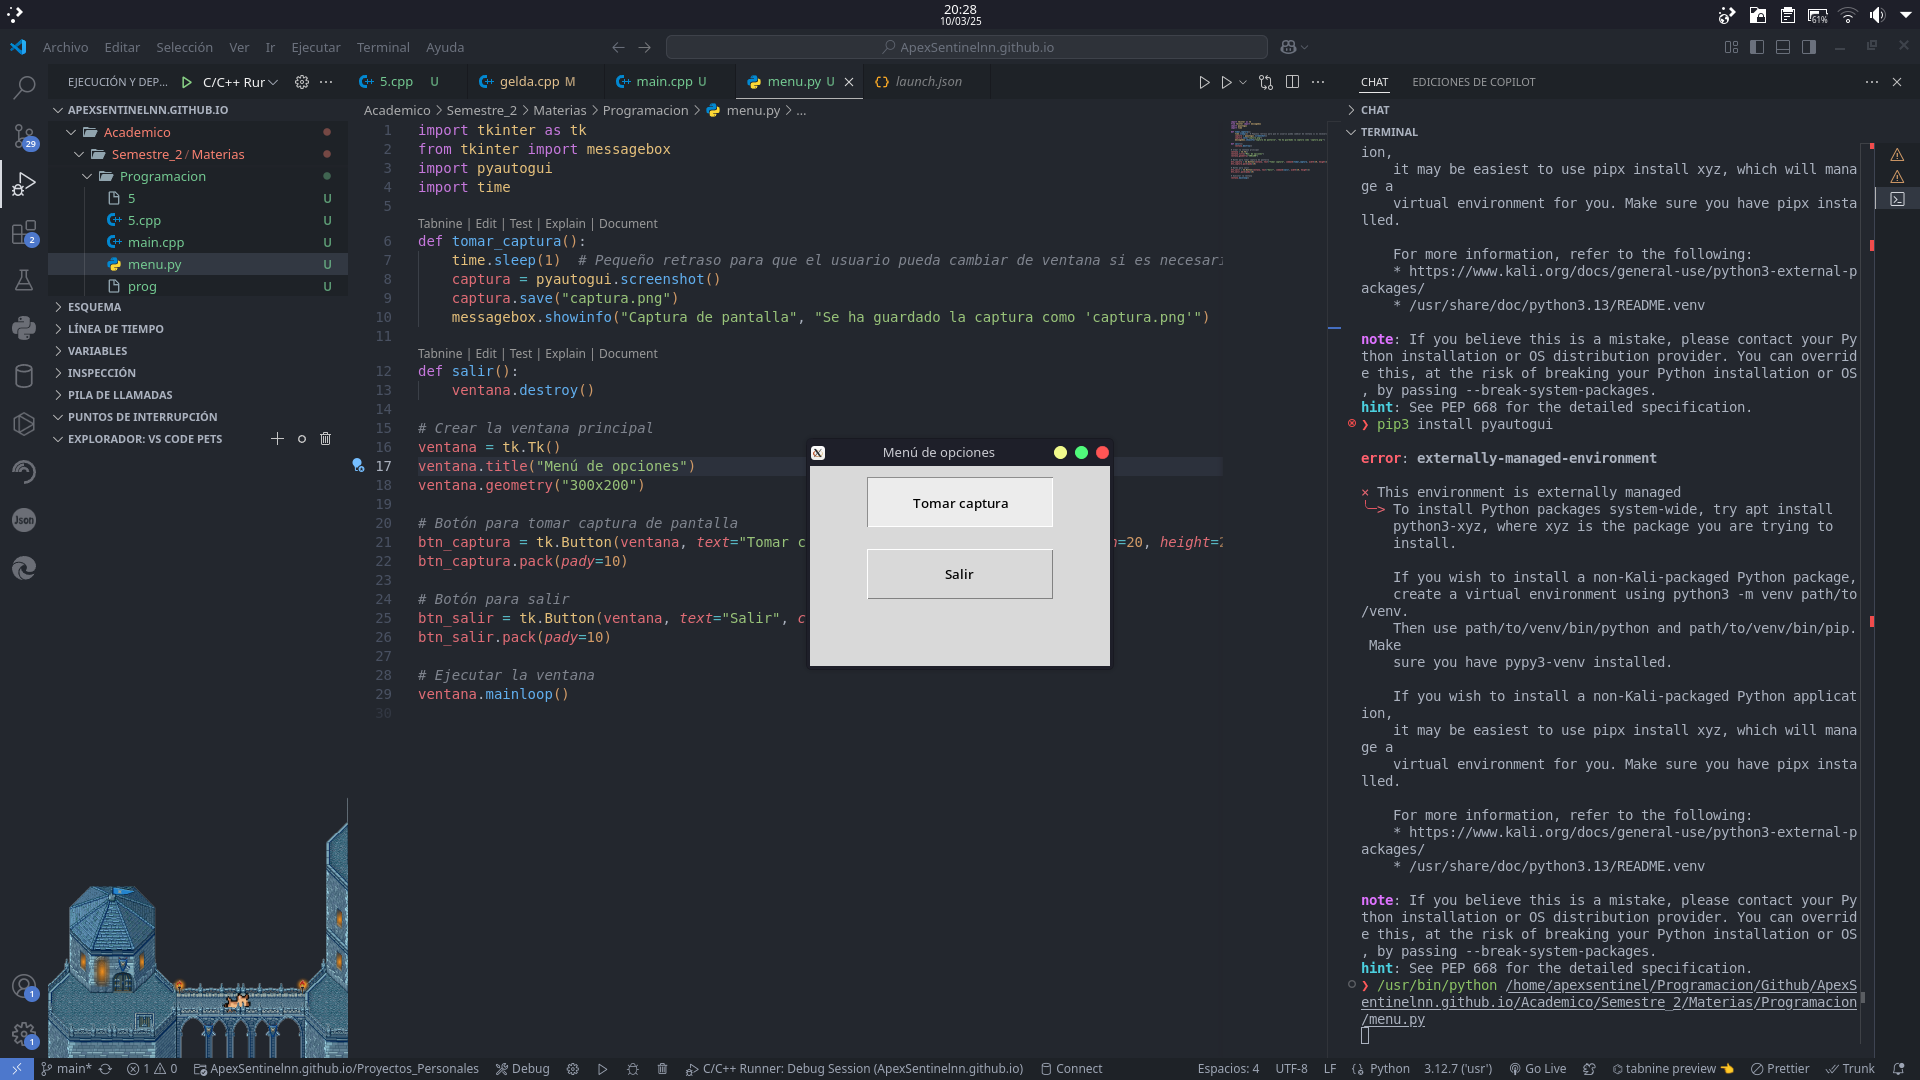 20:28
10/03/25
61%
Archivo Editar Selección Ver Ir Ejecutar Terminal Ayuda
ApexSentinelnn.github.io
EJECUCIÓN Y DEP...
C/C++ Rur
5.cpp U
gelda.cpp M
main.cpp U
menu.py U
launch.json
CHAT
EDICIONES DE COPILOT
APEXSENTINELNN.GITHUB.IO
Academico
Semestre_2 / Materias
Programacion
5 U
5.cpp U
main.cpp U
menu.py U
prog U
ESQUEMA
LÍNEA DE TIEMPO
VARIABLES
INSPECCIÓN
PILA DE LLAMADAS
PUNTOS DE INTERRUPCIÓN
EXPLORADOR: VS CODE PETS
29
2
Json
1
1
Academico > Semestre_2 > Materias > Programacion > menu.py > ...
1 import tkinter as tk
2 from tkinter import messagebox
3 import pyautogui
4 import time
5
Tabnine | Edit | Test | Explain | Document
6 def tomar_captura():
7 time.sleep(1) # Pequeño retraso para que el usuario pueda cambiar de ventana si es necesari
8 captura = pyautogui.screenshot()
9 captura.save("captura.png")
10 messagebox.showinfo("Captura de pantalla", "Se ha guardado la captura como 'captura.png'")
11
Tabnine | Edit | Test | Explain | Document
12 def salir():
13 ventana.destroy()
14
15 # Crear la ventana principal
16 ventana = tk.Tk()
17 ventana.title("Menú de opciones")
18 ventana.geometry("300x200")
19
20 # Botón para tomar captura de pantalla
21 btn_captura = tk.Button(ventana, text="Tomar c =20, height=2
22 btn_captura.pack(pady=10)
23
24 # Botón para salir
25 btn_salir = tk.Button(ventana, text="Salir", c
26 btn_salir.pack(pady=10)
27
28 # Ejecutar la ventana
29 ventana.mainloop()
30
Menú de opciones
Tomar captura
Salir
CHAT
TERMINAL
ion,
it may be easiest to use pipx install xyz, which will mana
ge a
virtual environment for you. Make sure you have pipx insta
lled.
For more information, refer to the following:
* https://www.kali.org/docs/general-use/python3-external-p
ackages/
* /usr/share/doc/python3.13/README.venv
note: If you believe this is a mistake, please contact your Py
thon installation or OS distribution provider. You can overrid
e this, at the risk of breaking your Python installation or OS
, by passing --break-system-packages.
hint: See PEP 668 for the detailed specification.
❯ pip3 install pyautogui
error: externally-managed-environment
× This environment is externally managed
╰─> To install Python packages system-wide, try apt install
python3-xyz, where xyz is the package you are trying to
install.
If you wish to install a non-Kali-packaged Python package,
create a virtual environment using python3 -m venv path/to
/venv.
Then use path/to/venv/bin/python and path/to/venv/bin/pip.
Make
sure you have pypy3-venv installed.
If you wish to install a non-Kali-packaged Python applicat
ion,
it may be easiest to use pipx install xyz, which will mana
ge a
virtual environment for you. Make sure you have pipx insta
lled.
For more information, refer to the following:
* https://www.kali.org/docs/general-use/python3-external-p
ackages/
* /usr/share/doc/python3.13/README.venv
note: If you believe this is a mistake, please contact your Py
thon installation or OS distribution provider. You can overrid
e this, at the risk of breaking your Python installation or OS
, by passing --break-system-packages.
hint: See PEP 668 for the detailed specification.
❯ /usr/bin/python /home/apexsentinel/Programacion/Github/ApexS
entinelnn.github.io/Academico/Semestre_2/Materias/Programacion
/menu.py
main* 1 0 ApexSentinelnn.github.io/Proyectos_Personales Debug C/C++ Runner: Debug Session (ApexSentinelnn.github.io) Connect Espacios: 4 UTF-8 LF Python 3.12.7 ('usr') Go Live tabnine preview Prettier Trunk